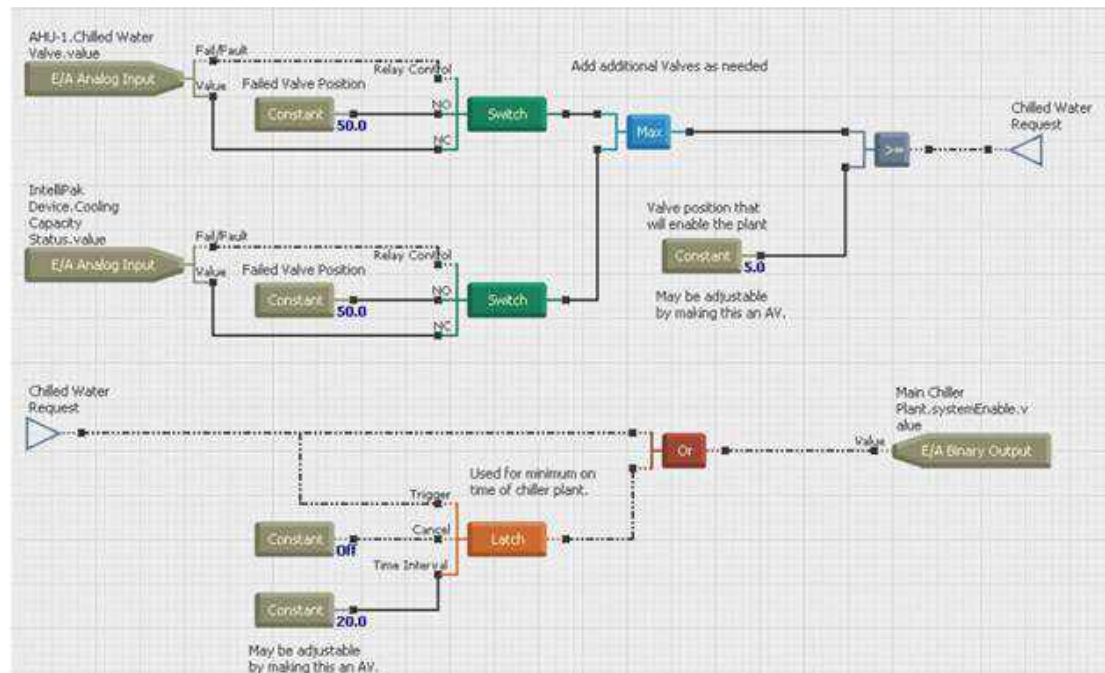 AHU-1.Chilled Water
Valve.value
E/A Analog Input
Fail/Fault
Value
Failed Valve Position
Constant
50.0
Relay Control
NO
NC
Switch
Add additional Valves as needed
Max
>=
Chilled Water
Request
IntelliPak
Device.Cooling
Capacity
Status.value
E/A Analog Input
Fail/Fault
Value
Failed Valve Position
Constant
50.0
Relay Control
NO
NC
Switch
Valve position that
will enable the plant
Constant
5.0
May be adjustable
by making this an AV.
Chilled Water
Request
Used for minimum on
time of chiller plant.
Trigger
Cancel
Time Interval
Constant
Off
Latch
Constant
20.0
May be adjustable
by making this an AV.
Or
Main Chiller
Plant.systemEnable.v
alue
Value
E/A Binary Output